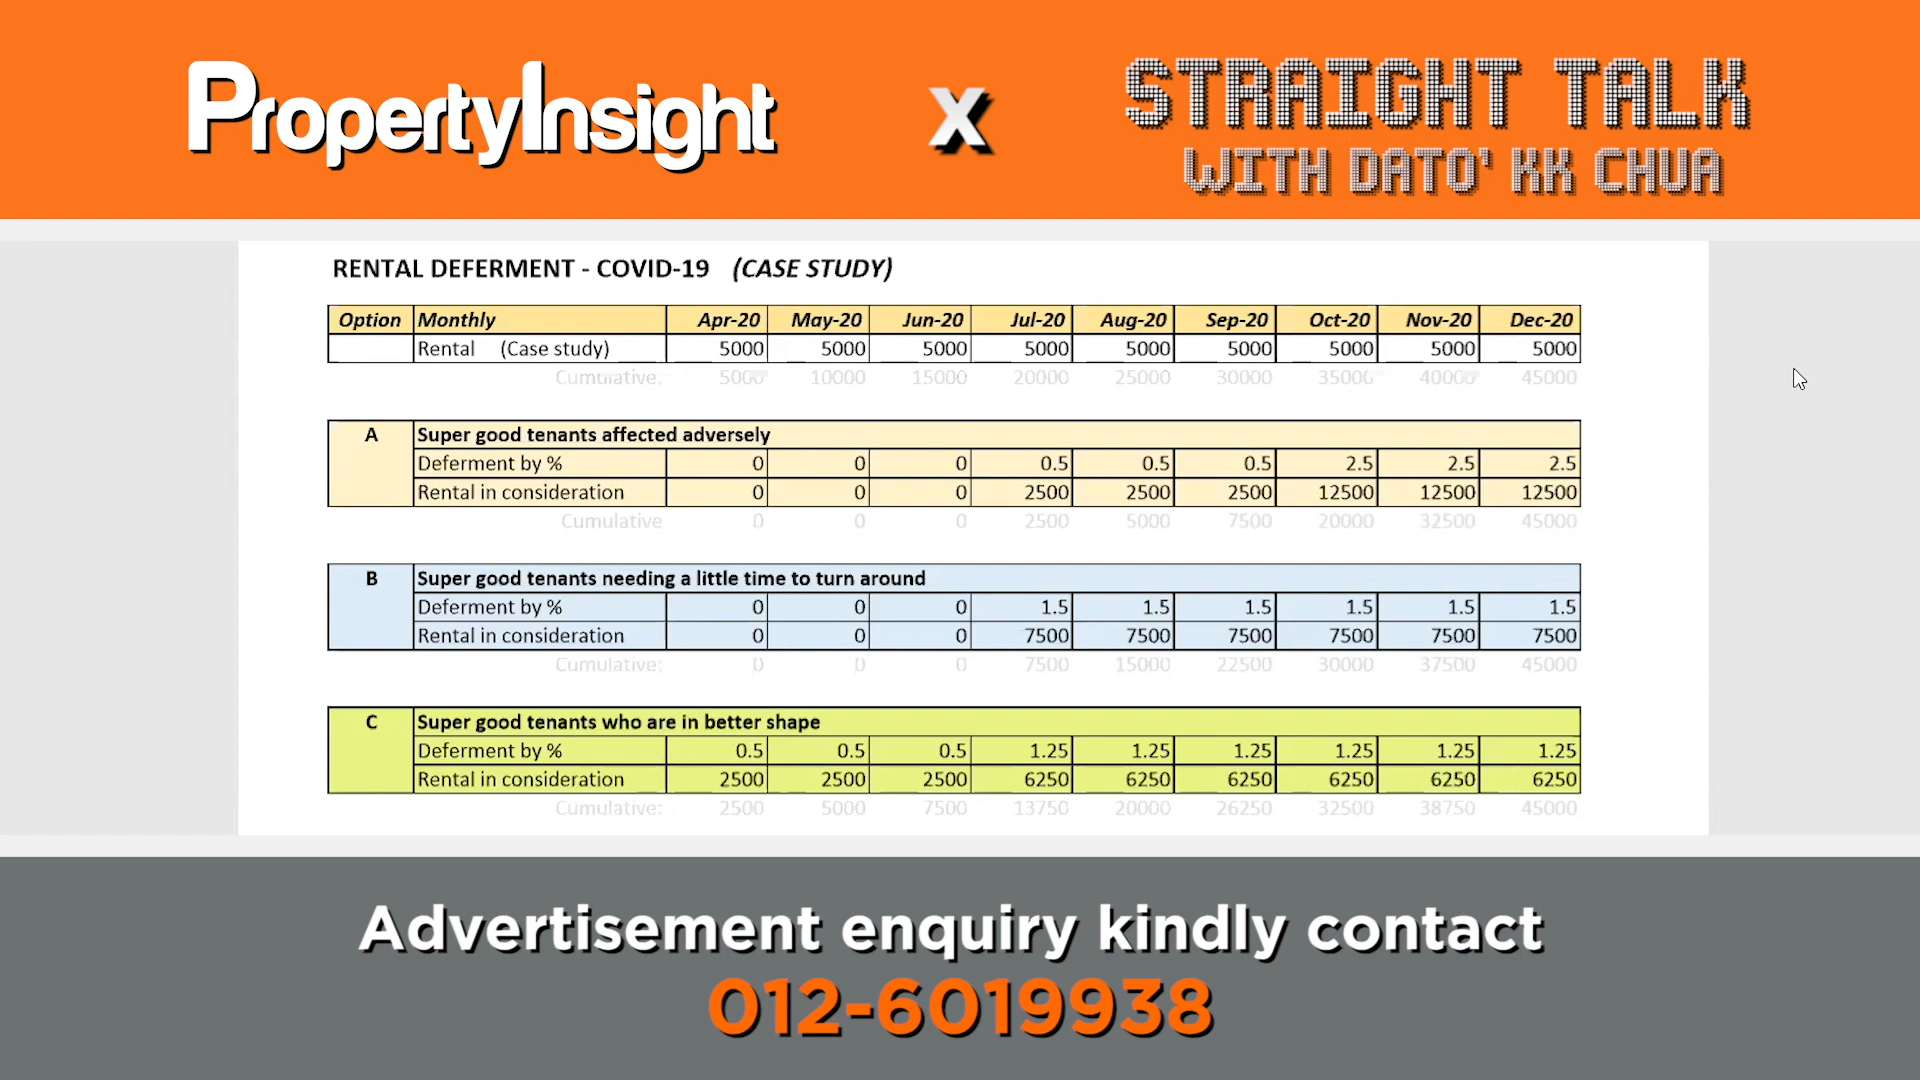 PropertyInsight X STRAIGHT TALK
WITH DATO' KK CHUA
RENTAL DEFERMENT - COVID-19 (CASE STUDY)
Option Monthly Apr-20 May-20 Jun-20 Jul-20 Aug-20 Sep-20 Oct-20 Nov-20 Dec-20
Rental (Case study) 5000 5000 5000 5000 5000 5000 5000 5000 5000
Cumulative: 5000 10000 15000 20000 25000 30000 35000 40000 45000
A Super good tenants affected adversely
Deferment by % 0 0 0 0.5 0.5 0.5 2.5 2.5 2.5
Rental in consideration 0 0 0 2500 2500 2500 12500 12500 12500
Cumulative 0 0 0 2500 5000 7500 20000 32500 45000
B Super good tenants needing a little time to turn around
Deferment by % 0 0 0 1.5 1.5 1.5 1.5 1.5 1.5
Rental in consideration 0 0 0 7500 7500 7500 7500 7500 7500
Cumulative: 0 0 0 7500 15000 22500 30000 37500 45000
C Super good tenants who are in better shape
Deferment by % 0.5 0.5 0.5 1.25 1.25 1.25 1.25 1.25 1.25
Rental in consideration 2500 2500 2500 6250 6250 6250 6250 6250 6250
Cumulative: 2500 5000 7500 13750 20000 26250 32500 38750 45000
Advertisement enquiry kindly contact
012-6019938